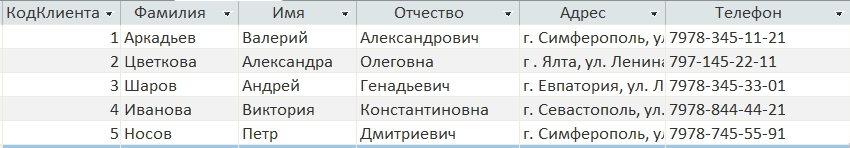 КодКлиента Фамилия Имя Отчество Адрес Телефон
1 Аркадьев Валерий Александрович г. Симферополь, ул 7978-345-11-21
2 Цветкова Александра Олеговна г . Ялта, ул. Ленина 797-145-22-11
3 Шаров Андрей Генадьевич г. Евпатория, ул. Л 7978-345-33-01
4 Иванова Виктория Константиновна г. Севастополь, ул. 7978-844-44-21
5 Носов Петр Дмитриевич г. Симферополь, ул 7978-745-55-91